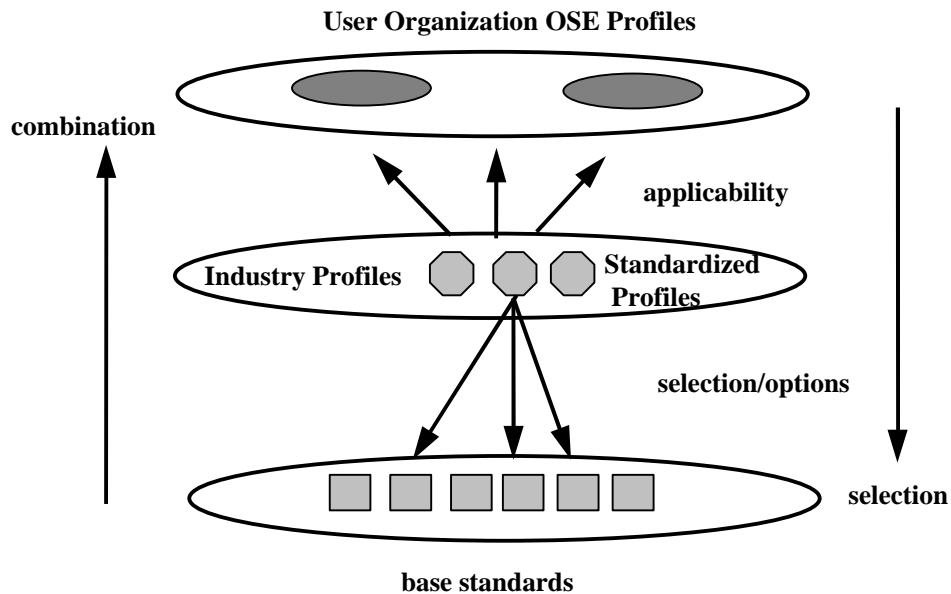 User Organization OSE Profiles
combination
applicability
Industry Profiles
Standardized
Profiles
selection/options
selection
base standards